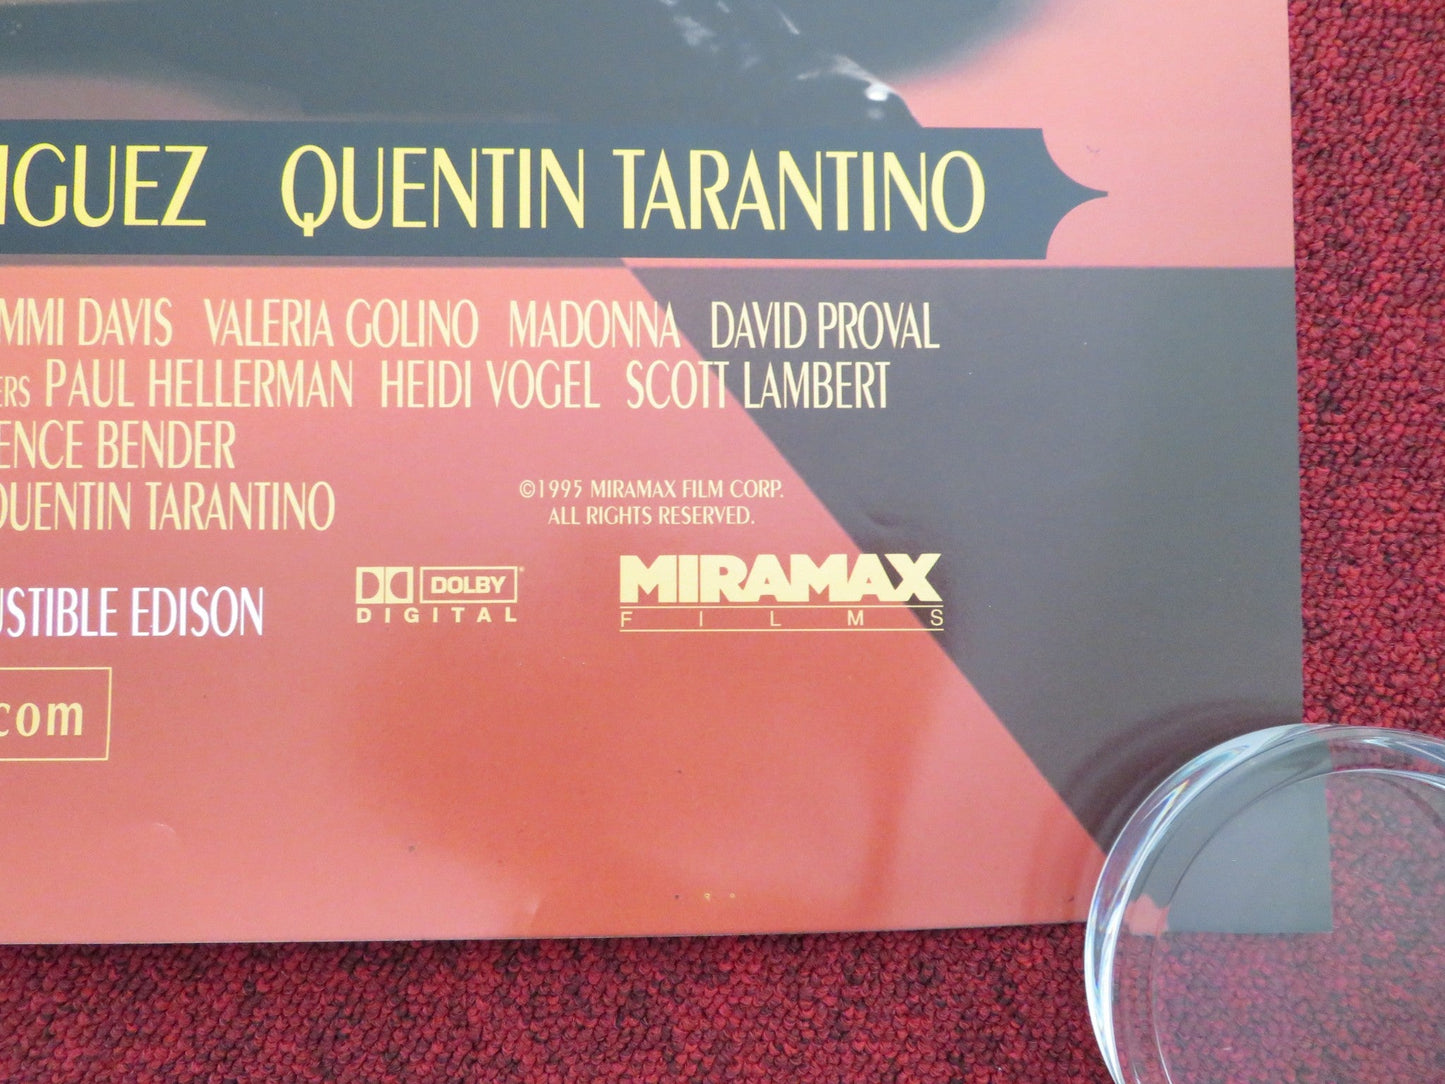 IGUEZ QUENTIN TARANTINO
MMI DAVIS VALERIA GOLINO MADONNA DAVID PROVAL
ERS PAUL HELLERMAN HEIDI VOGEL SCOTT LAMBERT
ENCE BENDER
QUENTIN TARANTINO
©1995 MIRAMAX FILM CORP.
ALL RIGHTS RESERVED.
USTIBLE EDISON
DOLBY
DIGITAL
MIRAMAX
FILMS
.com